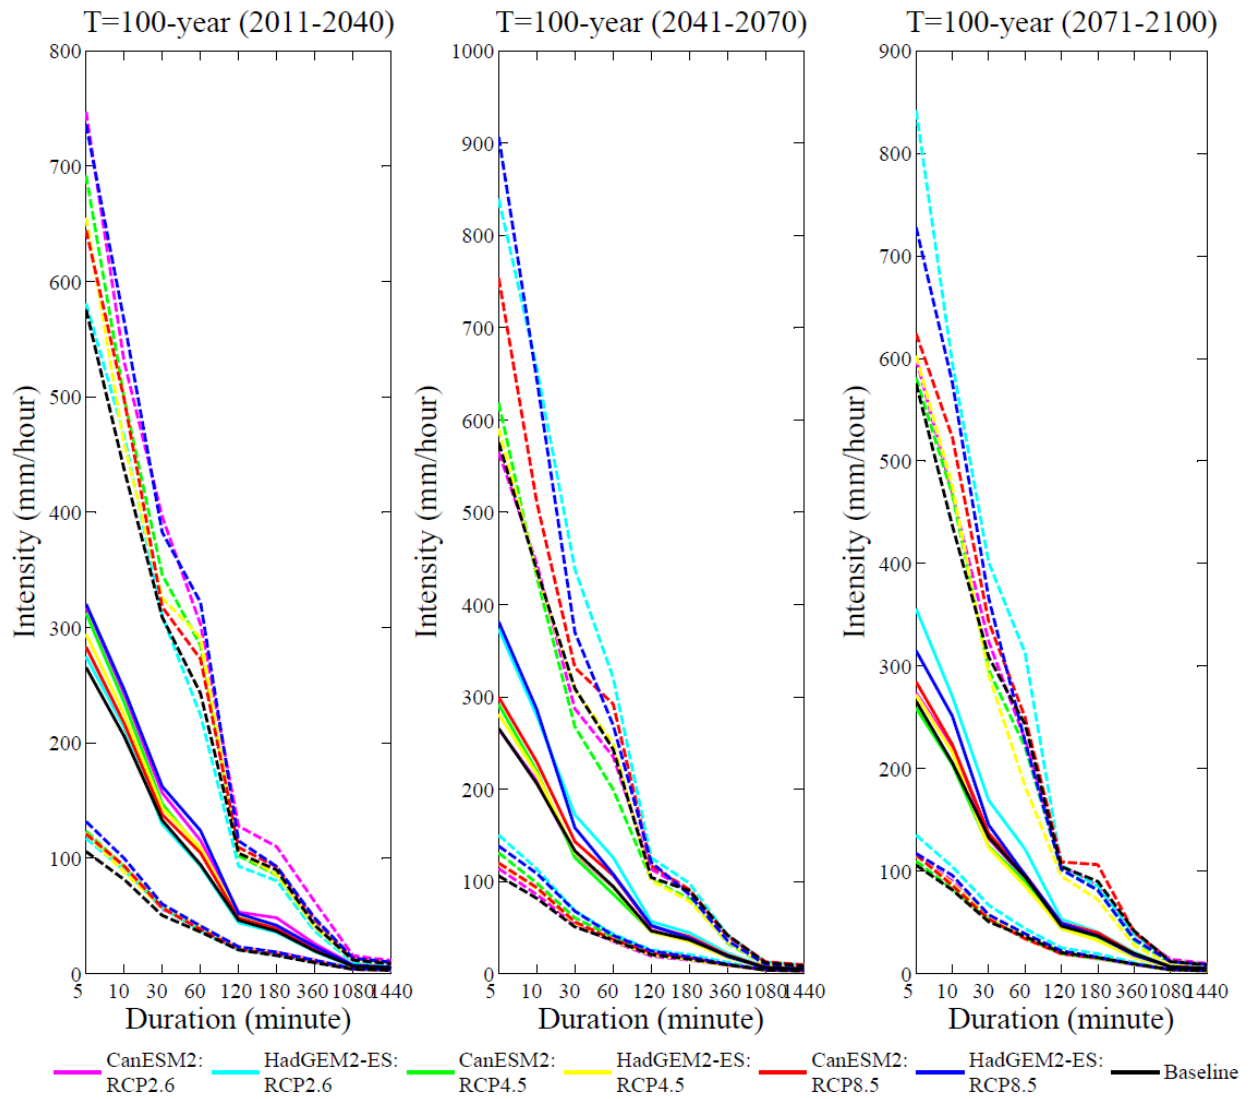 T=100-year (2011-2040)
T=100-year (2041-2070)
T=100-year (2071-2100)
800
700
600
500
400
300
200
100
0
Intensity (mm/hour)
5 10 30 60 120 180 360 1080 1440
Duration (minute)
1000
900
800
700
600
500
400
300
200
100
0
Intensity (mm/hour)
5 10 30 60 120 180 360 1080 1440
Duration (minute)
900
800
700
600
500
400
300
200
100
0
Intensity (mm/hour)
5 10 30 60 120 180 360 1080 1440
Duration (minute)
CanESM2:
RCP2.6
HadGEM2-ES:
RCP2.6
CanESM2:
RCP4.5
HadGEM2-ES:
RCP4.5
CanESM2:
RCP8.5
HadGEM2-ES:
RCP8.5
Baseline